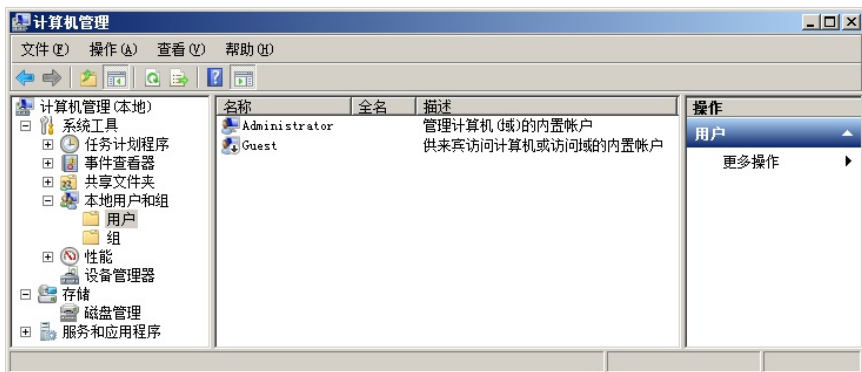 计算机管理
文件(F) 操作(A) 查看(V) 帮助(H)
计算机管理(本地)
系统工具
任务计划程序
事件查看器
共享文件夹
本地用户和组
用户
组
性能
设备管理器
存储
磁盘管理
服务和应用程序
名称 全名 描述
Administrator 管理计算机(域)的内置帐户
Guest 供来宾访问计算机或访问域的内置帐户
操作
用户
更多操作